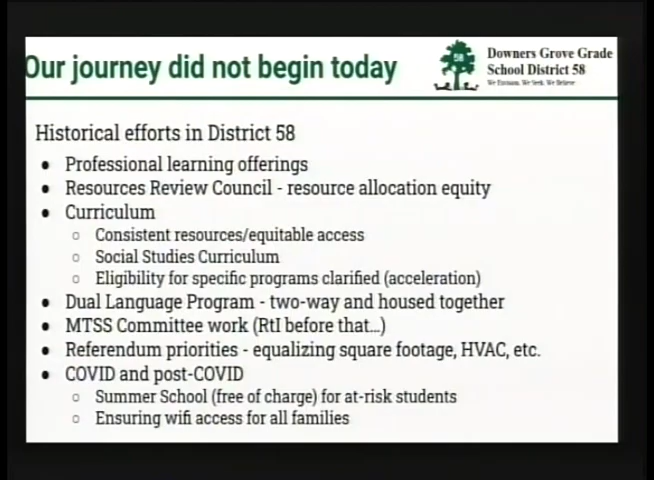 Our journey did not begin today
58
Downers Grove Grade
School District 58
We Envision. We Seek. We Believe
Historical efforts in District 58
● Professional learning offerings
● Resources Review Council - resource allocation equity
● Curriculum
○ Consistent resources/equitable access
○ Social Studies Curriculum
○ Eligibility for specific programs clarified (acceleration)
● Dual Language Program - two-way and housed together
● MTSS Committee work (RtI before that...)
● Referendum priorities - equalizing square footage, HVAC, etc.
● COVID and post-COVID
○ Summer School (free of charge) for at-risk students
○ Ensuring wifi access for all families